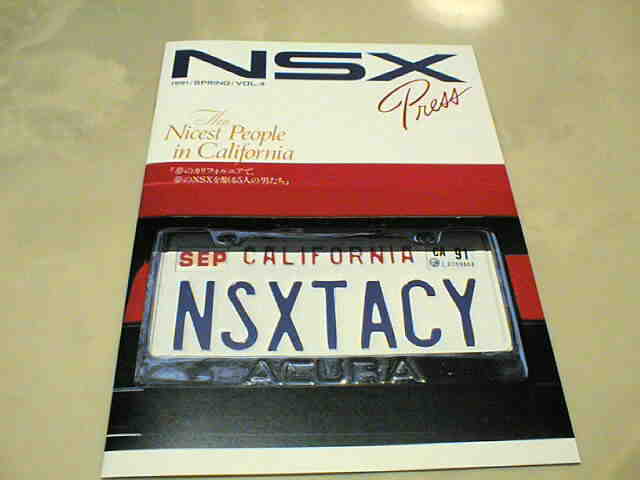 NSX
1991/SPRING/VOL.4
Press
The
Nicest People
in California
「夢のカリフォルニアで、
夢のNSXを駆る5人の男たち」
SEP CALIFORNIA CA 91
NSXTACY
ACURA